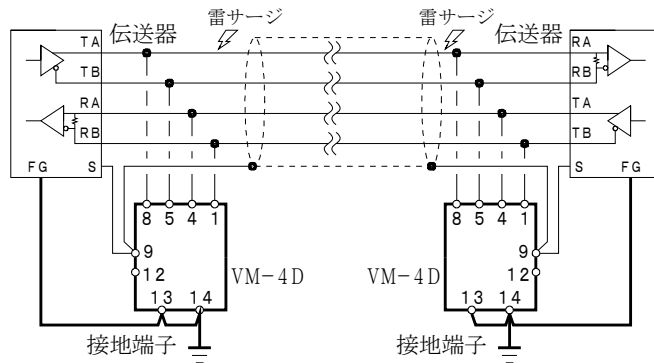 雷サージ 雷サージ
TA 伝送器 伝送器 RA
TB RB
RA TA
RB TB
FG S S FG
8 5 4 1 8 5 4 1
9 9
12 VM-4D VM-4D 12
13 14 13 14
接地端子 接地端子